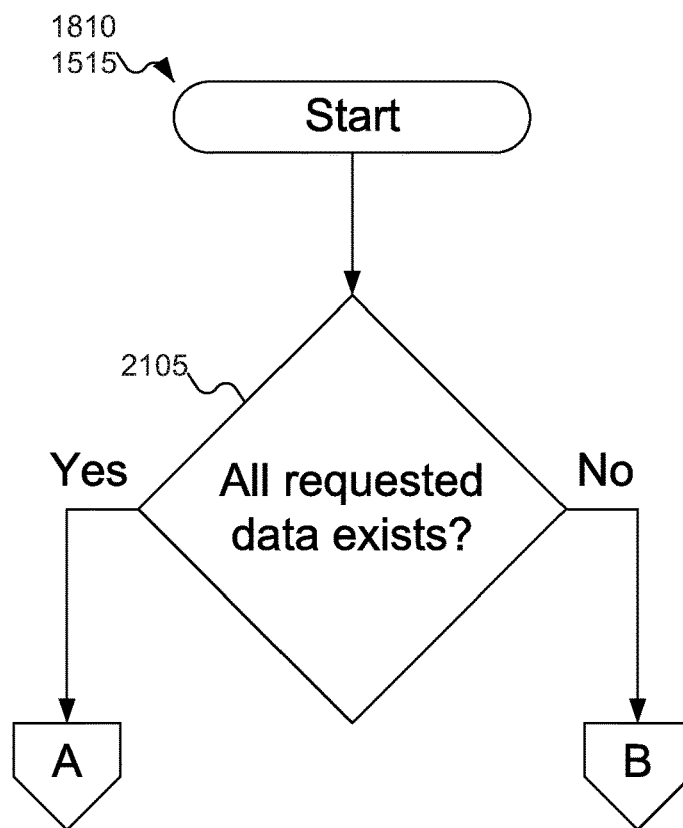 1810
1515
Start
2105
Yes
No
All requested
data exists?
A
B